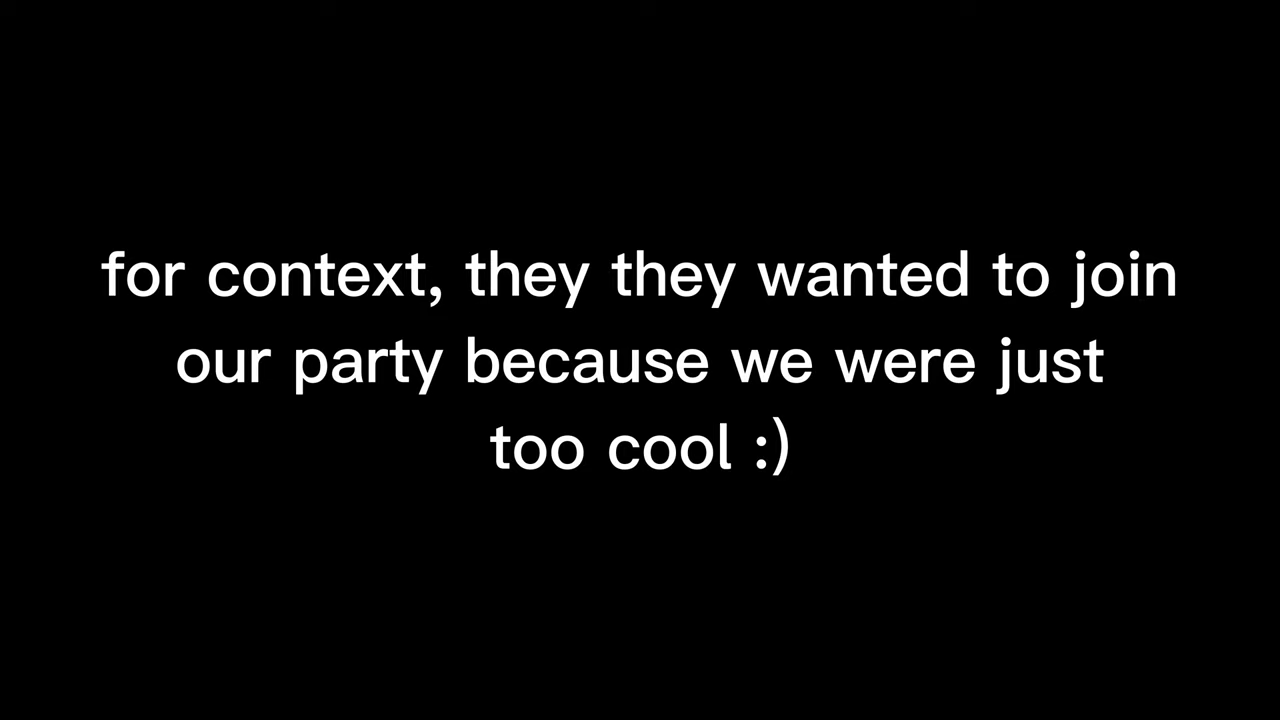 for context, they they wanted to join
our party because we were just
too cool :)